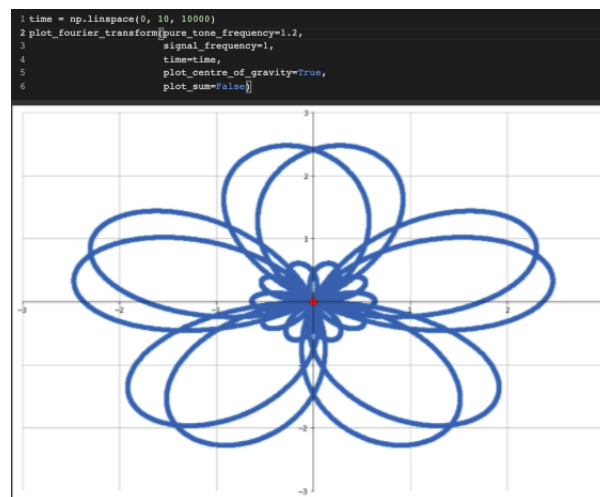 1 time = np.linspace(0, 10, 10000)
2 plot_fourier_transform(pure_tone_frequency=1.2,
3 signal_frequency=1,
4 time=time,
5 plot_centre_of_gravity=True,
6 plot_sum=False)
3
2
1
-3 -2 -1 1 2
-2
-3